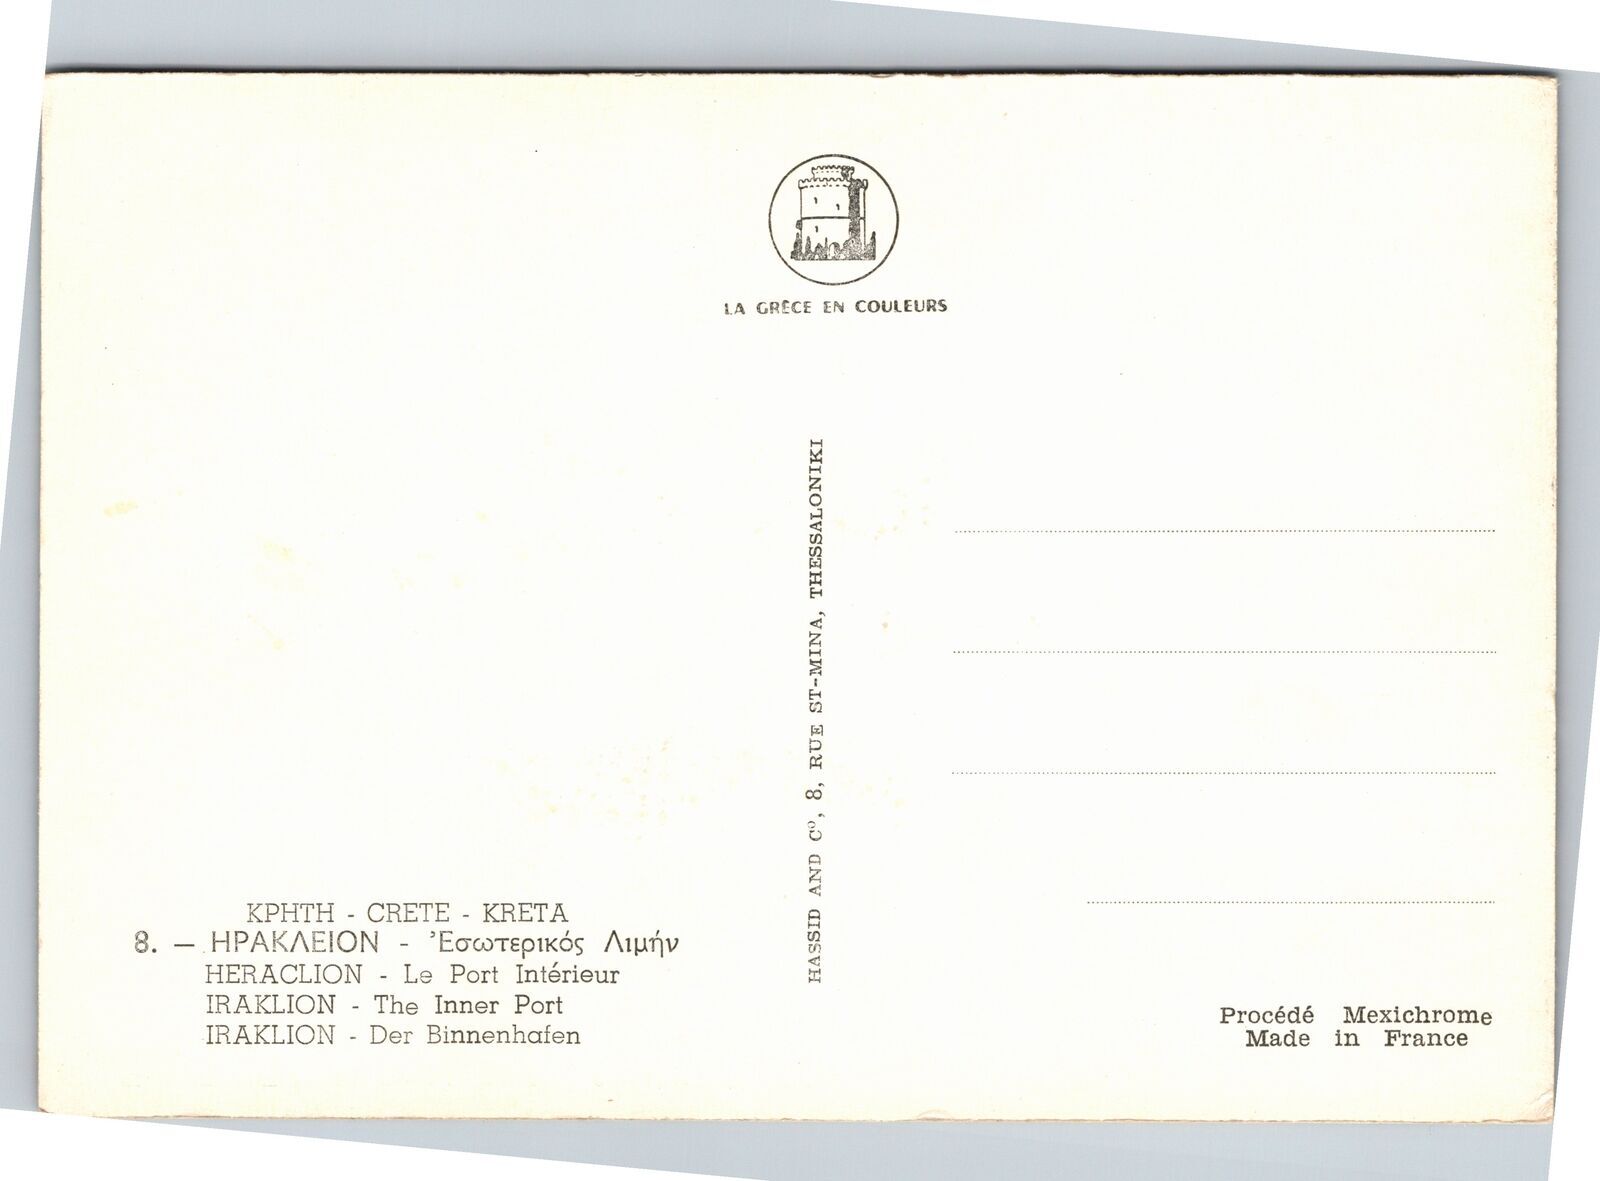 LA GRÈCE EN COULEURS
HASSID AND Cº, 8, RUE ST-MINA, THESSALONIKI
ΚΡΗΤΗ - CRETE - KRETA
8. — ΗΡΑΚΛΕΙΟΝ - Ἐσωτερικός Λιμήν
HERACLION - Le Port Intérieur
IRAKLION - The Inner Port
IRAKLION - Der Binnenhafen
Procédé Mexichrome
Made in France